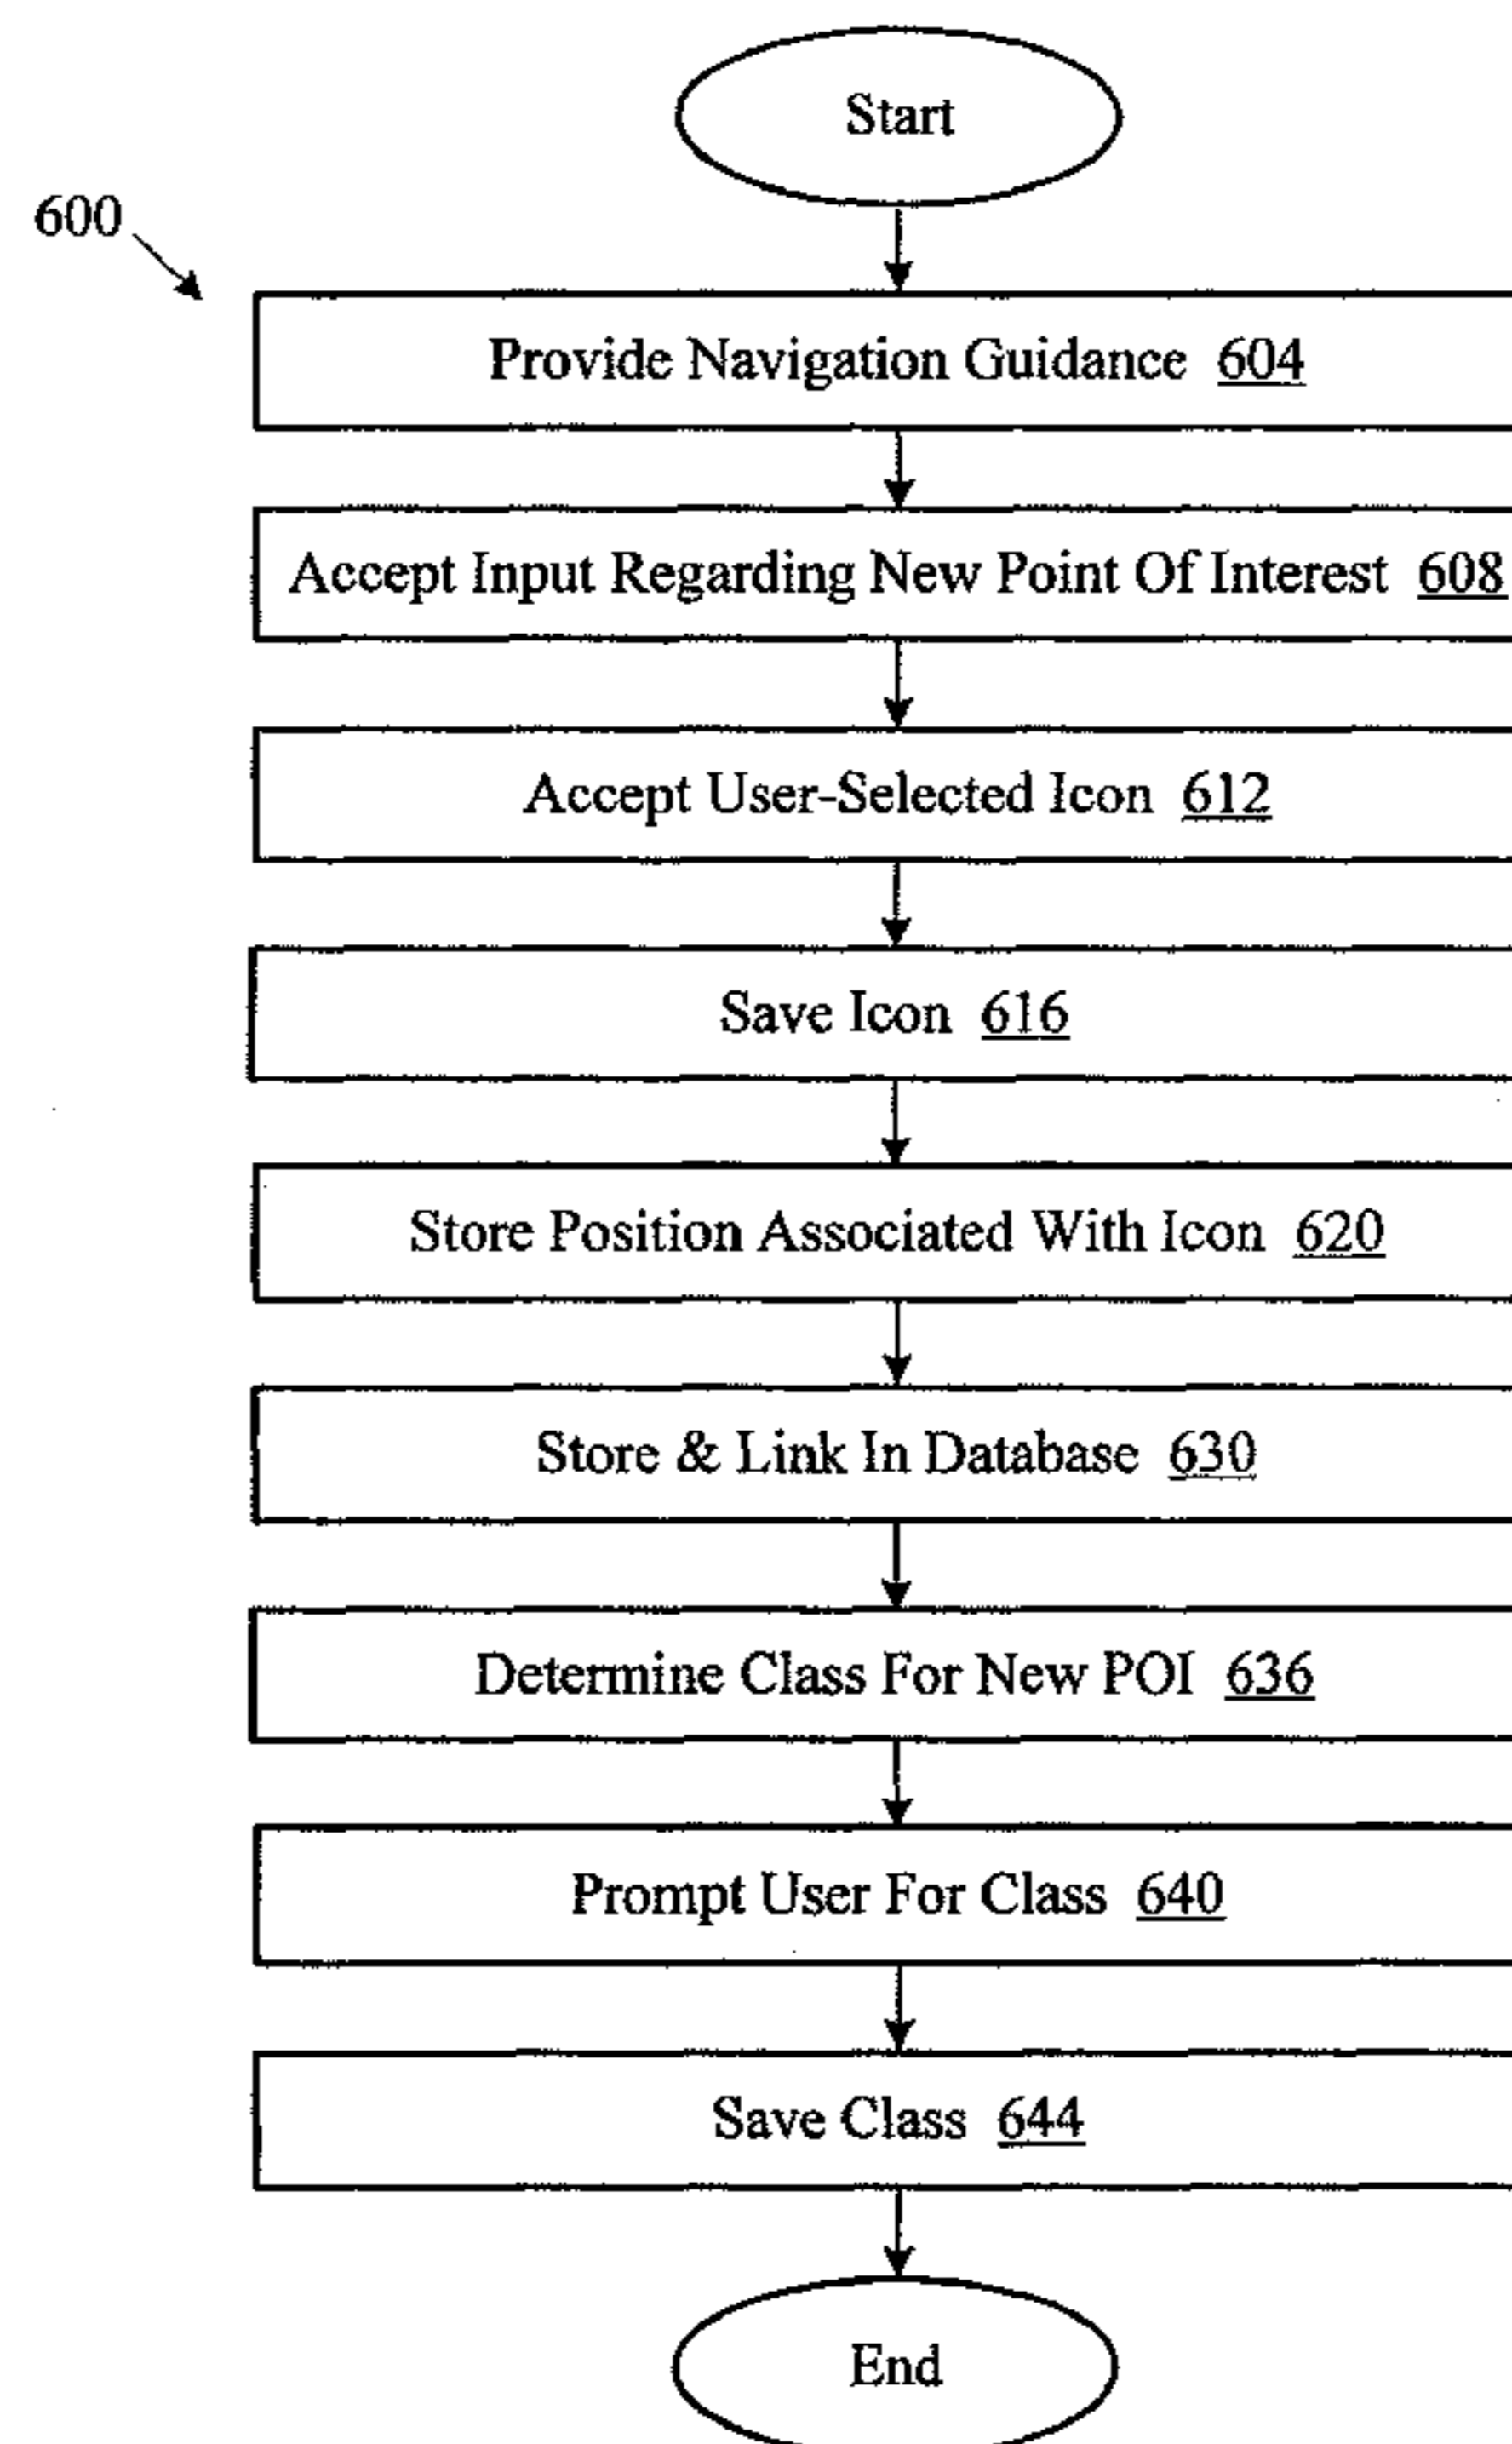 Start
600
Provide Navigation Guidance 604
Accept Input Regarding New Point Of Interest 608
Accept User-Selected Icon 612
Save Icon 616
Store Position Associated With Icon 620
Store & Link In Database 630
Determine Class For New POI 636
Prompt User For Class 640
Save Class 644
End